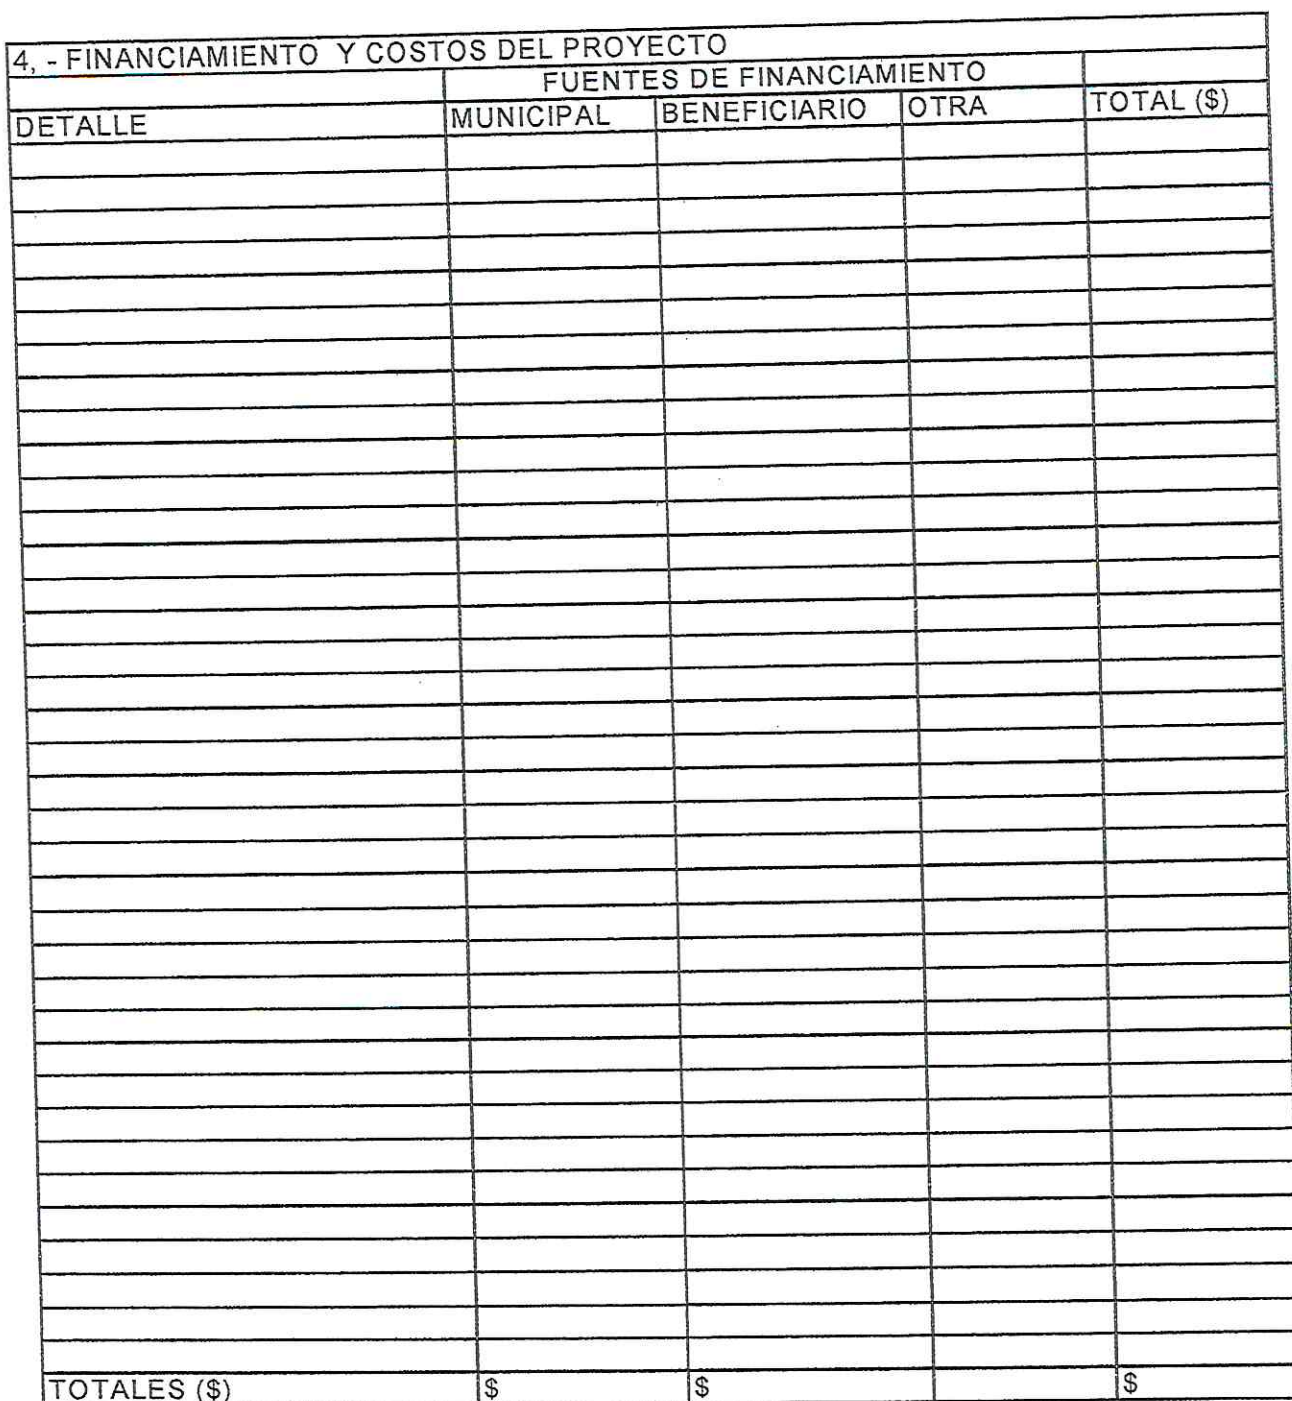 4, - FINANCIAMIENTO Y COSTOS DEL PROYECTO
FUENTES DE FINANCIAMIENTO
DETALLE MUNICIPAL BENEFICIARIO OTRA TOTAL ($)
TOTALES ($) $ $ $